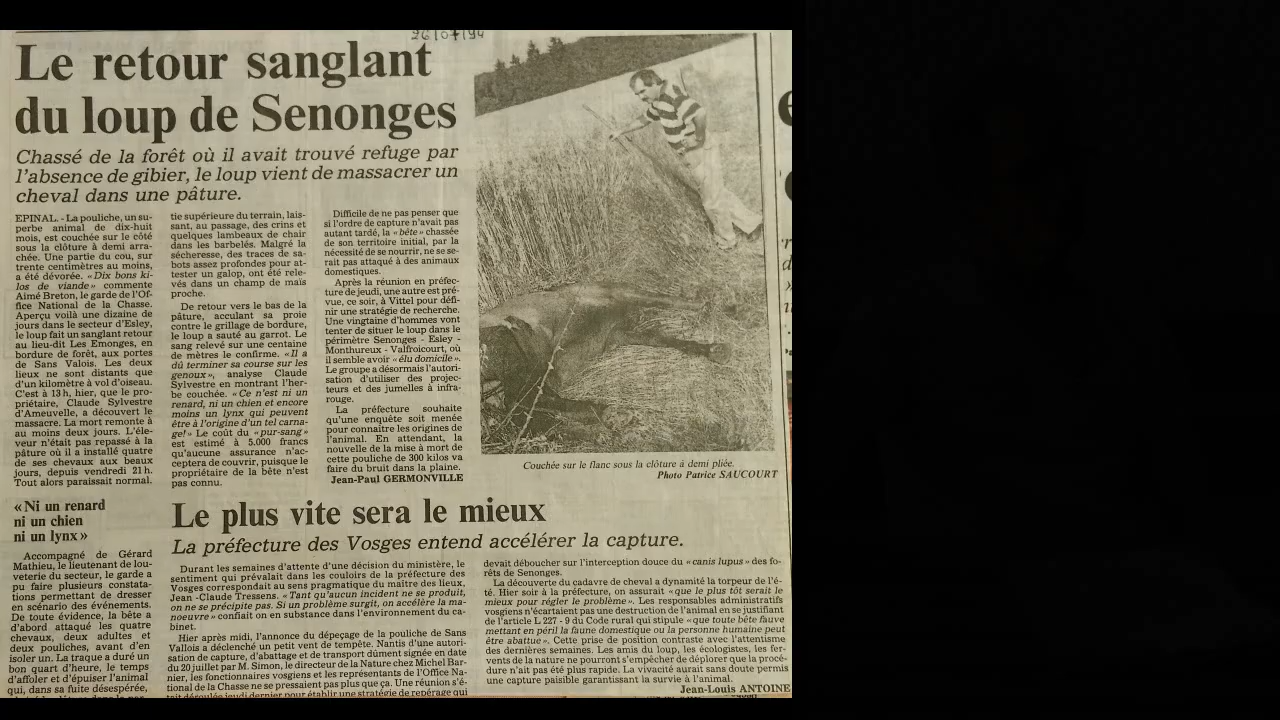 26/07/94
Le retour sanglant
du loup de Senonges
Chassé de la forêt où il avait trouvé refuge par
l'absence de gibier, le loup vient de massacrer un
cheval dans une pâture.
EPINAL. - La pouliche, un su-
perbe animal de dix-huit
mois, est couchée sur le côté
sous la clôture à demi arra-
chée. Une partie du cou, sur
trente centimètres au moins,
a été dévorée. «Dix bons ki-
los de viande» commente
Aimé Breton, le garde de l'Of-
fice National de la Chasse.
Aperçu voilà une dizaine de
jours dans le secteur d'Esley,
le loup fait un sanglant retour
au lieu-dit Les Emonges, en
bordure de forêt, aux portes
de Sans Valois. Les deux
lieux ne sont distants que
d'un kilomètre à vol d'oiseau.
C'est à 13 h, hier, que le pro-
priétaire, Claude Sylvestre
d'Ameuvelle, a découvert le
massacre. La mort remonte à
au moins deux jours. L'éle-
veur n'était pas repassé à la
pâture où il a installé quatre
de ses chevaux aux beaux
jours, depuis vendredi 21 h.
Tout alors paraissait normal.
«Ni un renard
ni un chien
ni un lynx»
Accompagné de Gérard
Mathieu, le lieutenant de lou-
veterie du secteur, le garde a
pu faire plusieurs constata-
tions permettant de dresser
en scénario des événements.
De toute évidence, la bête a
d'abord attaqué les quatre
chevaux, deux adultes et
deux pouliches, avant d'en
isoler un. La traque a duré un
bon quart d'heure, le temps
d'affoler et d'épuiser l'animal
qui, dans sa fuite désespérée,
tie supérieure du terrain, lais-
sant, au passage, des crins et
quelques lambeaux de chair
dans les barbelés. Malgré la
sécheresse, des traces de sa-
bots assez profondes pour at-
tester un galop, ont été rele-
vés dans un champ de maïs
proche.
De retour vers le bas de la
pâture, acculant sa proie
contre le grillage de bordure,
le loup a sauté au garrot. Le
sang relevé sur une centaine
de mètres le confirme. «Il a
dû terminer sa course sur les
genoux», analyse Claude
Sylvestre en montrant l'her-
be couchée. «Ce n'est ni un
renard, ni un chien et encore
moins un lynx qui peuvent
être à l'origine d'un tel carna-
ge!» Le coût du «pur-sang»
est estimé à 5.000 francs
qu'aucune assurance n'ac-
ceptera de couvrir, puisque le
propriétaire de la bête n'est
pas connu.
Difficile de ne pas penser que
si l'ordre de capture n'avait pas
autant tardé, la «bête» chassée
de son territoire initial, par la
nécessité de se nourrir, ne se se-
rait pas attaqué à des animaux
domestiques.
Après la réunion en préfec-
ture de jeudi, une autre est pré-
vue, ce soir, à Vittel pour défi-
nir une stratégie de recherche.
Une vingtaine d'hommes vont
tenter de situer le loup dans le
périmètre Senonges - Esley -
Monthureux - Valfroicourt, où
il semble avoir «élu domicile».
Le groupe a désormais l'autori-
sation d'utiliser des projec-
teurs et des jumelles à infra-
rouge.
La préfecture souhaite
qu'une enquête soit menée
pour connaitre les origines de
l'animal. En attendant, la
nouvelle de la mise à mort de
cette pouliche de 300 kilos va
faire du bruit dans la plaine.
Jean-Paul GERMONVILLE
Couchée sur le flanc sous la clôture à demi pliée.
Photo Patrice SAUCOURT
Le plus vite sera le mieux
La préfecture des Vosges entend accélérer la capture.
Durant les semaines d'attente d'une décision du ministère, le
sentiment qui prévalait dans les couloirs de la préfecture des
Vosges correspondait au sens pragmatique du maître des lieux,
Jean -Claude Tressens. «Tant qu'aucun incident ne se produit,
on ne se précipite pas. Si un problème surgit, on accélère la ma-
noeuvre» confiait on en substance dans l'environnement du ca-
binet.
Hier après midi, l'annonce du dépeçage de la pouliche de Sans
Vallois a déclenché un petit vent de tempête. Nantis d'une autori-
sation de capture, d'abattage et de transport dûment signée en date
du 20 juillet par M. Simon, le directeur de la Nature chez Michel Bar-
nier, les fonctionnaires vosgiens et les représentants de l'Office Na-
tional de la Chasse ne se pressaient pas plus que ça. Une réunion s'é-
tait déroulée jeudi dernier pour établir une stratégie de repérage qui
devait déboucher sur l'interception douce du «canis lupus» des fo-
rêts de Senonges.
La découverte du cadavre de cheval a dynamité la torpeur de l'é-
té. Hier soir à la préfecture, on assurait «que le plus tôt serait le
mieux pour régler le problème». Les responsables administratifs
vosgiens n'écartaient pas une destruction de l'animal en se justifiant
de l'article L 227 - 9 du Code rural qui stipule «que toute bête fauve
mettant en péril la faune domestique ou la personne humaine peut
être abattue». Cette prise de position contraste avec l'attentisme
des dernières semaines. Les amis du loup, les écologistes, les fer-
vents de la nature ne pourront s'empêcher de déplorer que la procé-
dure n'ait pas été plus rapide. La vivacité aurait sans doute permis
une capture paisible garantissant la survie à l'animal.
Jean-Louis ANTOINE